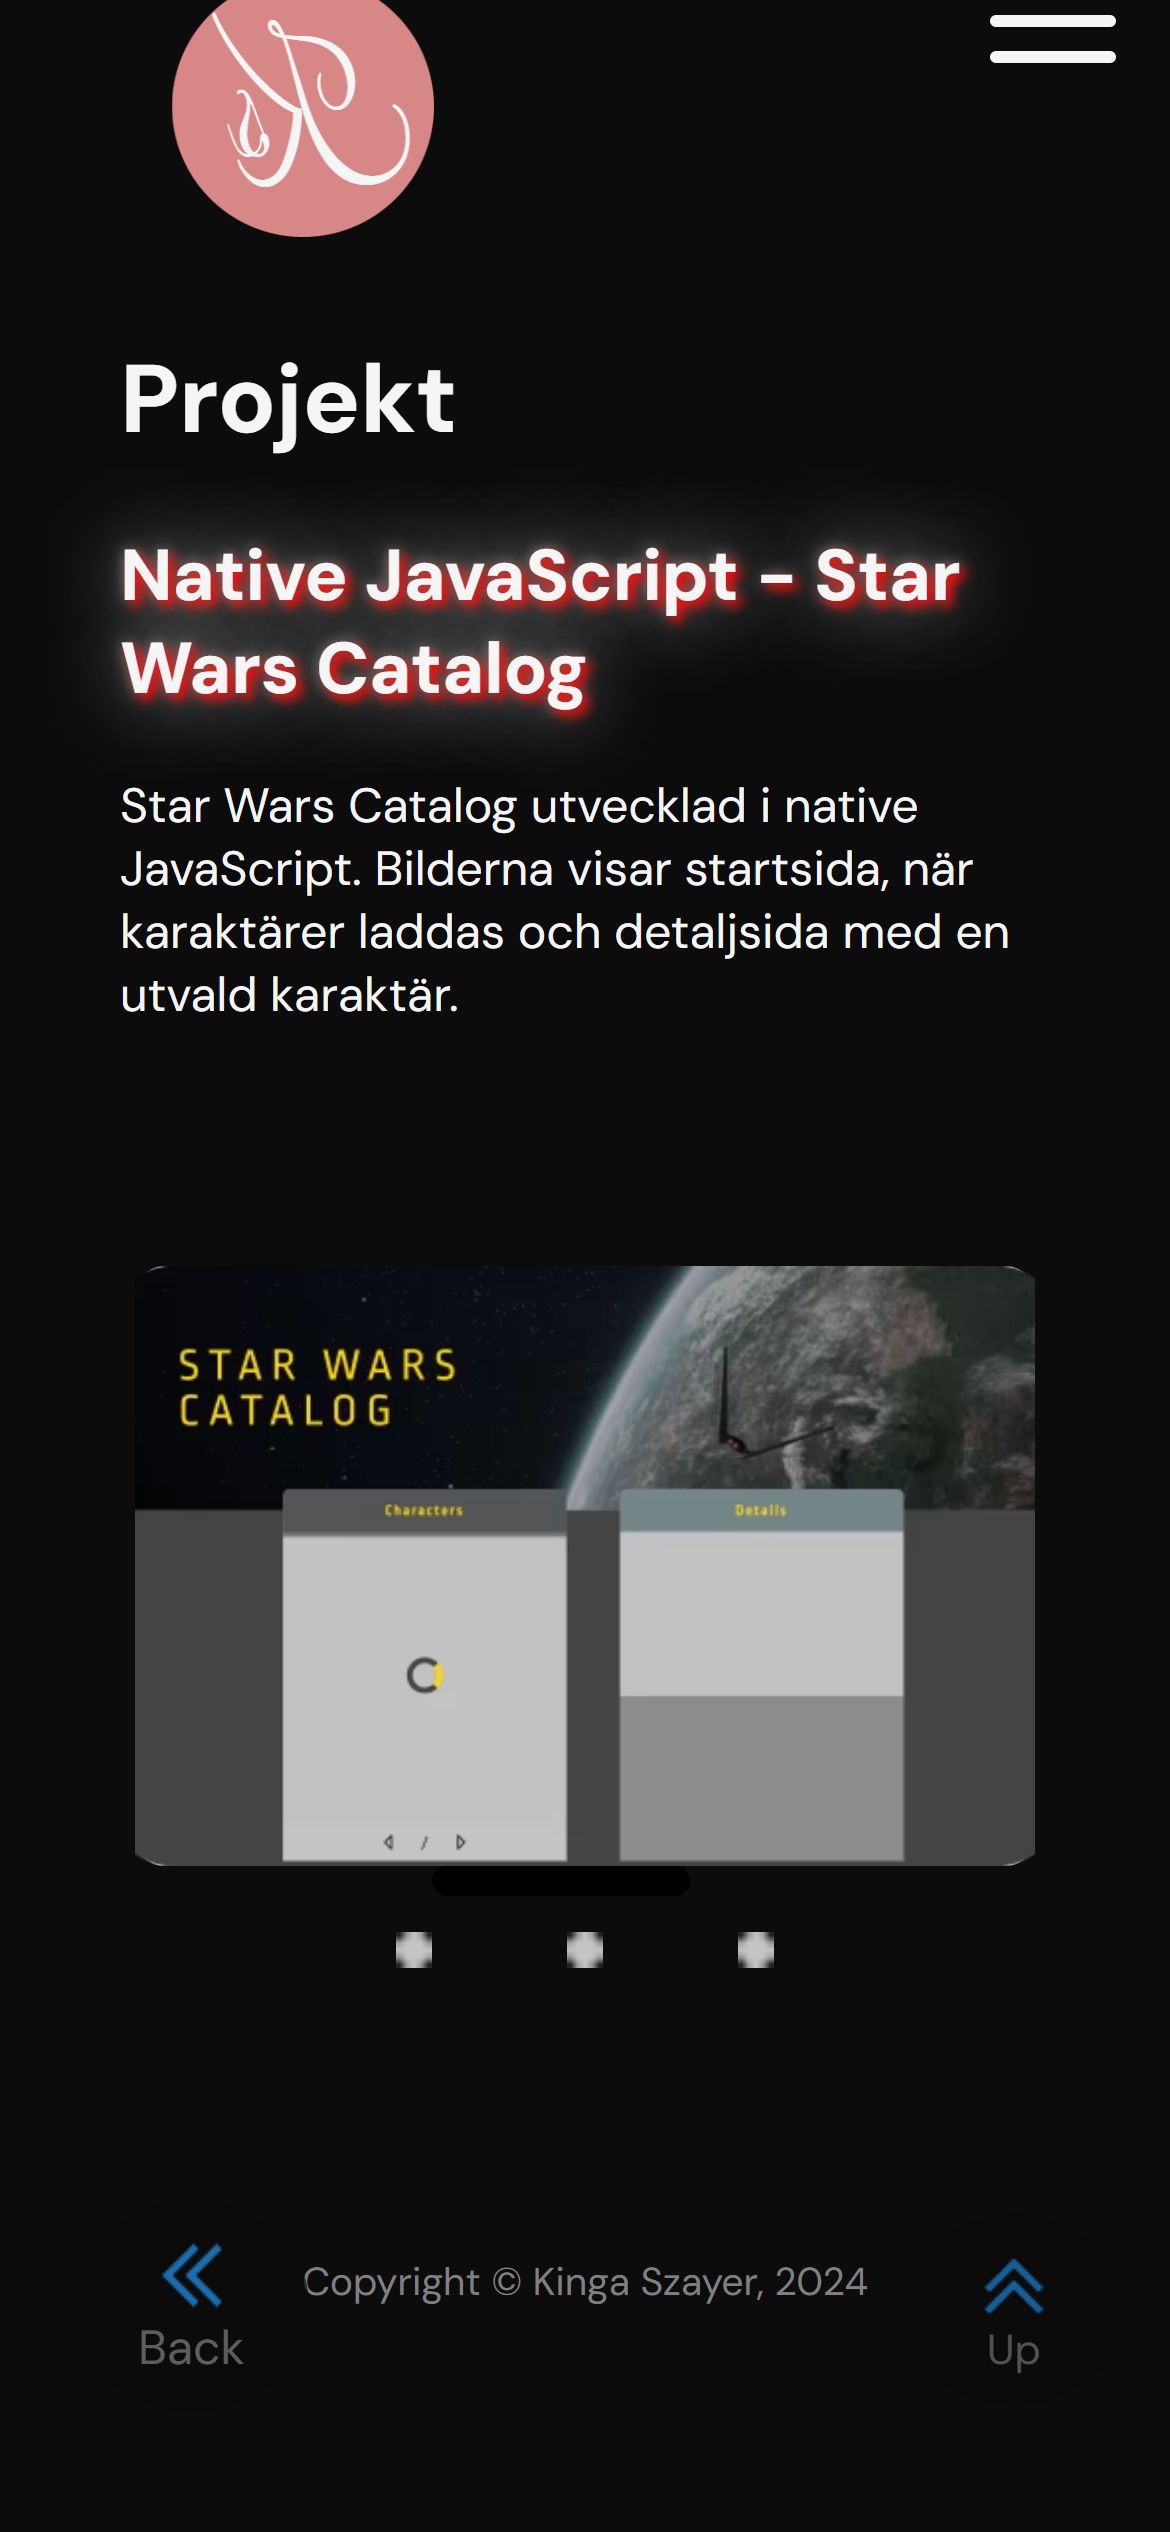 Projekt
Native JavaScript - Star
Wars Catalog
Star Wars Catalog utvecklad i native
JavaScript. Bilderna visar startsida, när
karaktärer laddas och detaljsida med en
utvald karaktär.
STAR WARS
CATALOG
Characters
Details
/
Copyright © Kinga Szayer, 2024
Back
Up